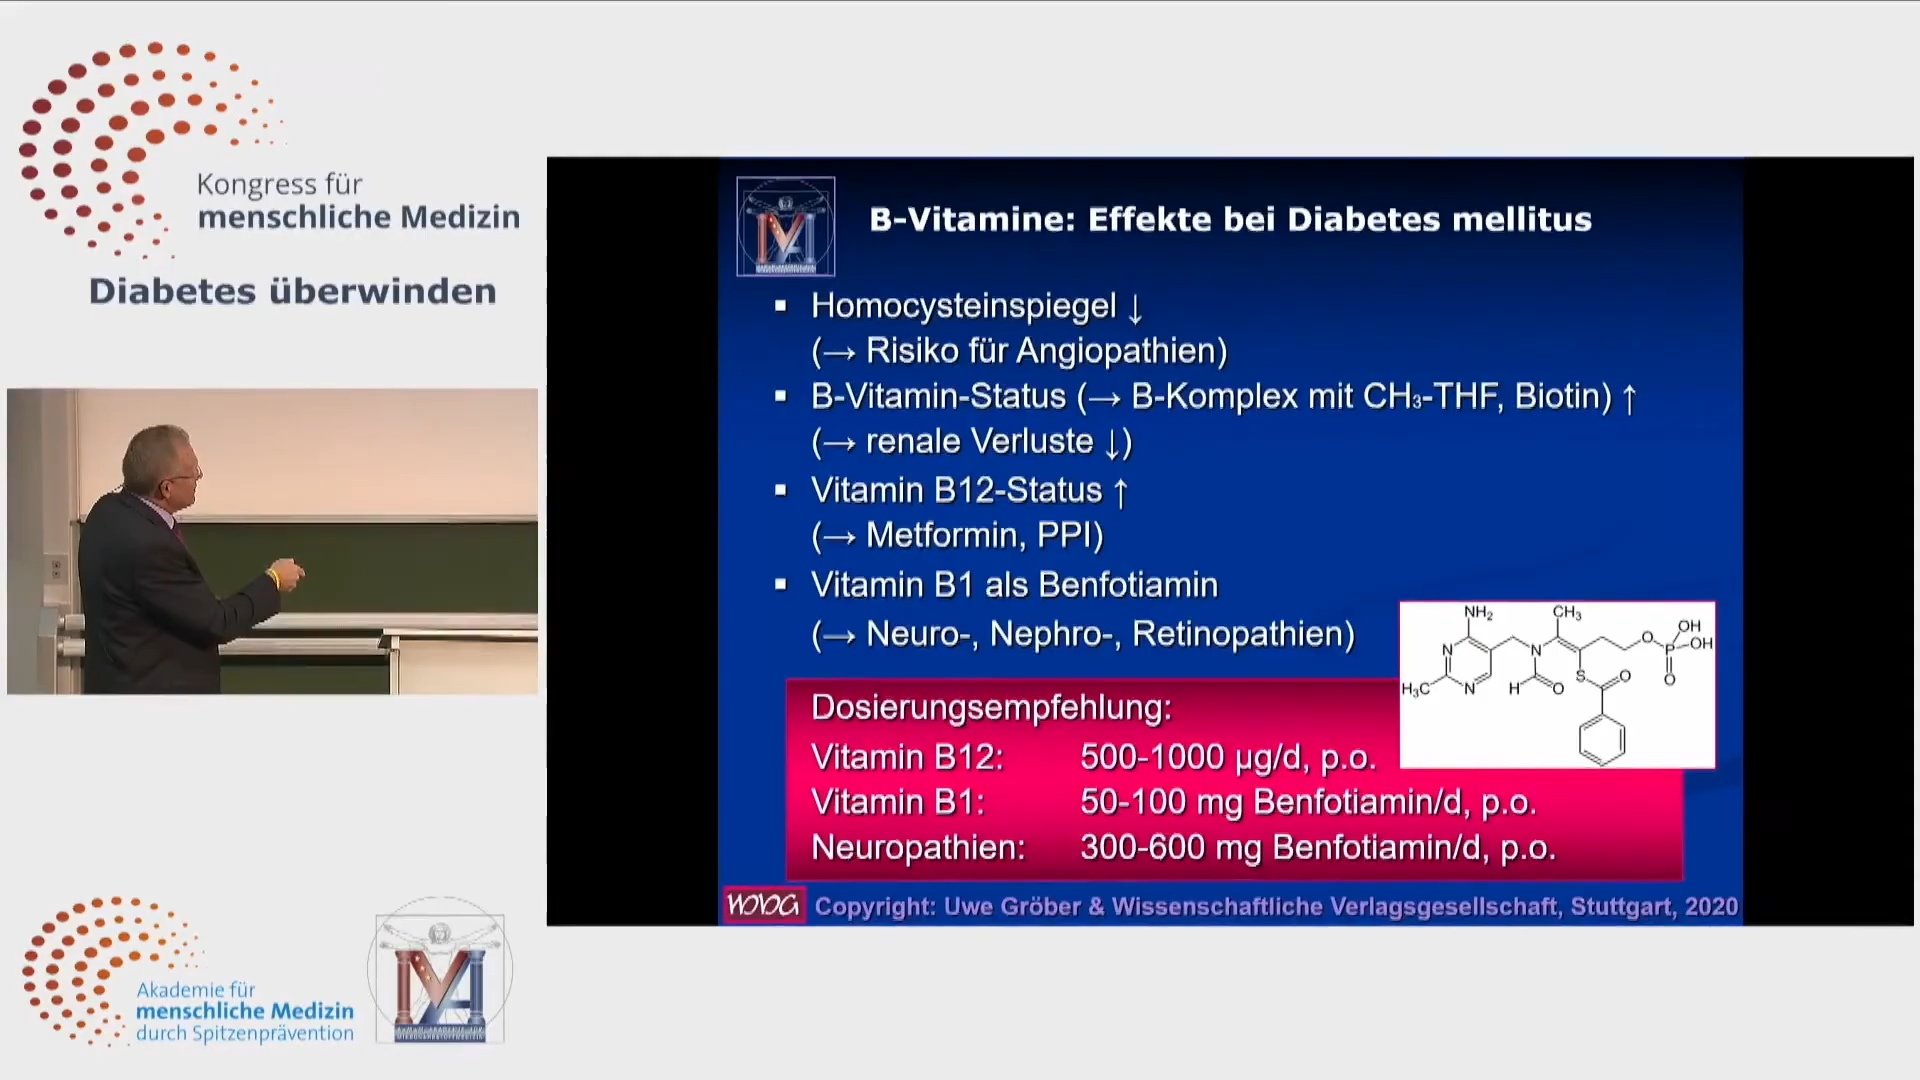 Kongress für
menschliche Medizin
Diabetes überwinden
B-Vitamine: Effekte bei Diabetes mellitus
▪ Homocysteinspiegel ↓
(→ Risiko für Angiopathien)
▪ B-Vitamin-Status (→ B-Komplex mit CH₃-THF, Biotin) ↑
(→ renale Verluste ↓)
▪ Vitamin B12-Status ↑
(→ Metformin, PPI)
▪ Vitamin B1 als Benfotiamin
(→ Neuro-, Nephro-, Retinopathien)
NH₂
CH₃
OH
O
P
OH
N
N
O
S
O
H₃C
N
H
O
Dosierungsempfehlung:
Vitamin B12: 500-1000 µg/d, p.o.
Vitamin B1: 50-100 mg Benfotiamin/d, p.o.
Neuropathien: 300-600 mg Benfotiamin/d, p.o.
Copyright: Uwe Gröber & Wissenschaftliche Verlagsgesellschaft, Stuttgart, 2020
Akademie für
menschliche Medizin
durch Spitzenprävention